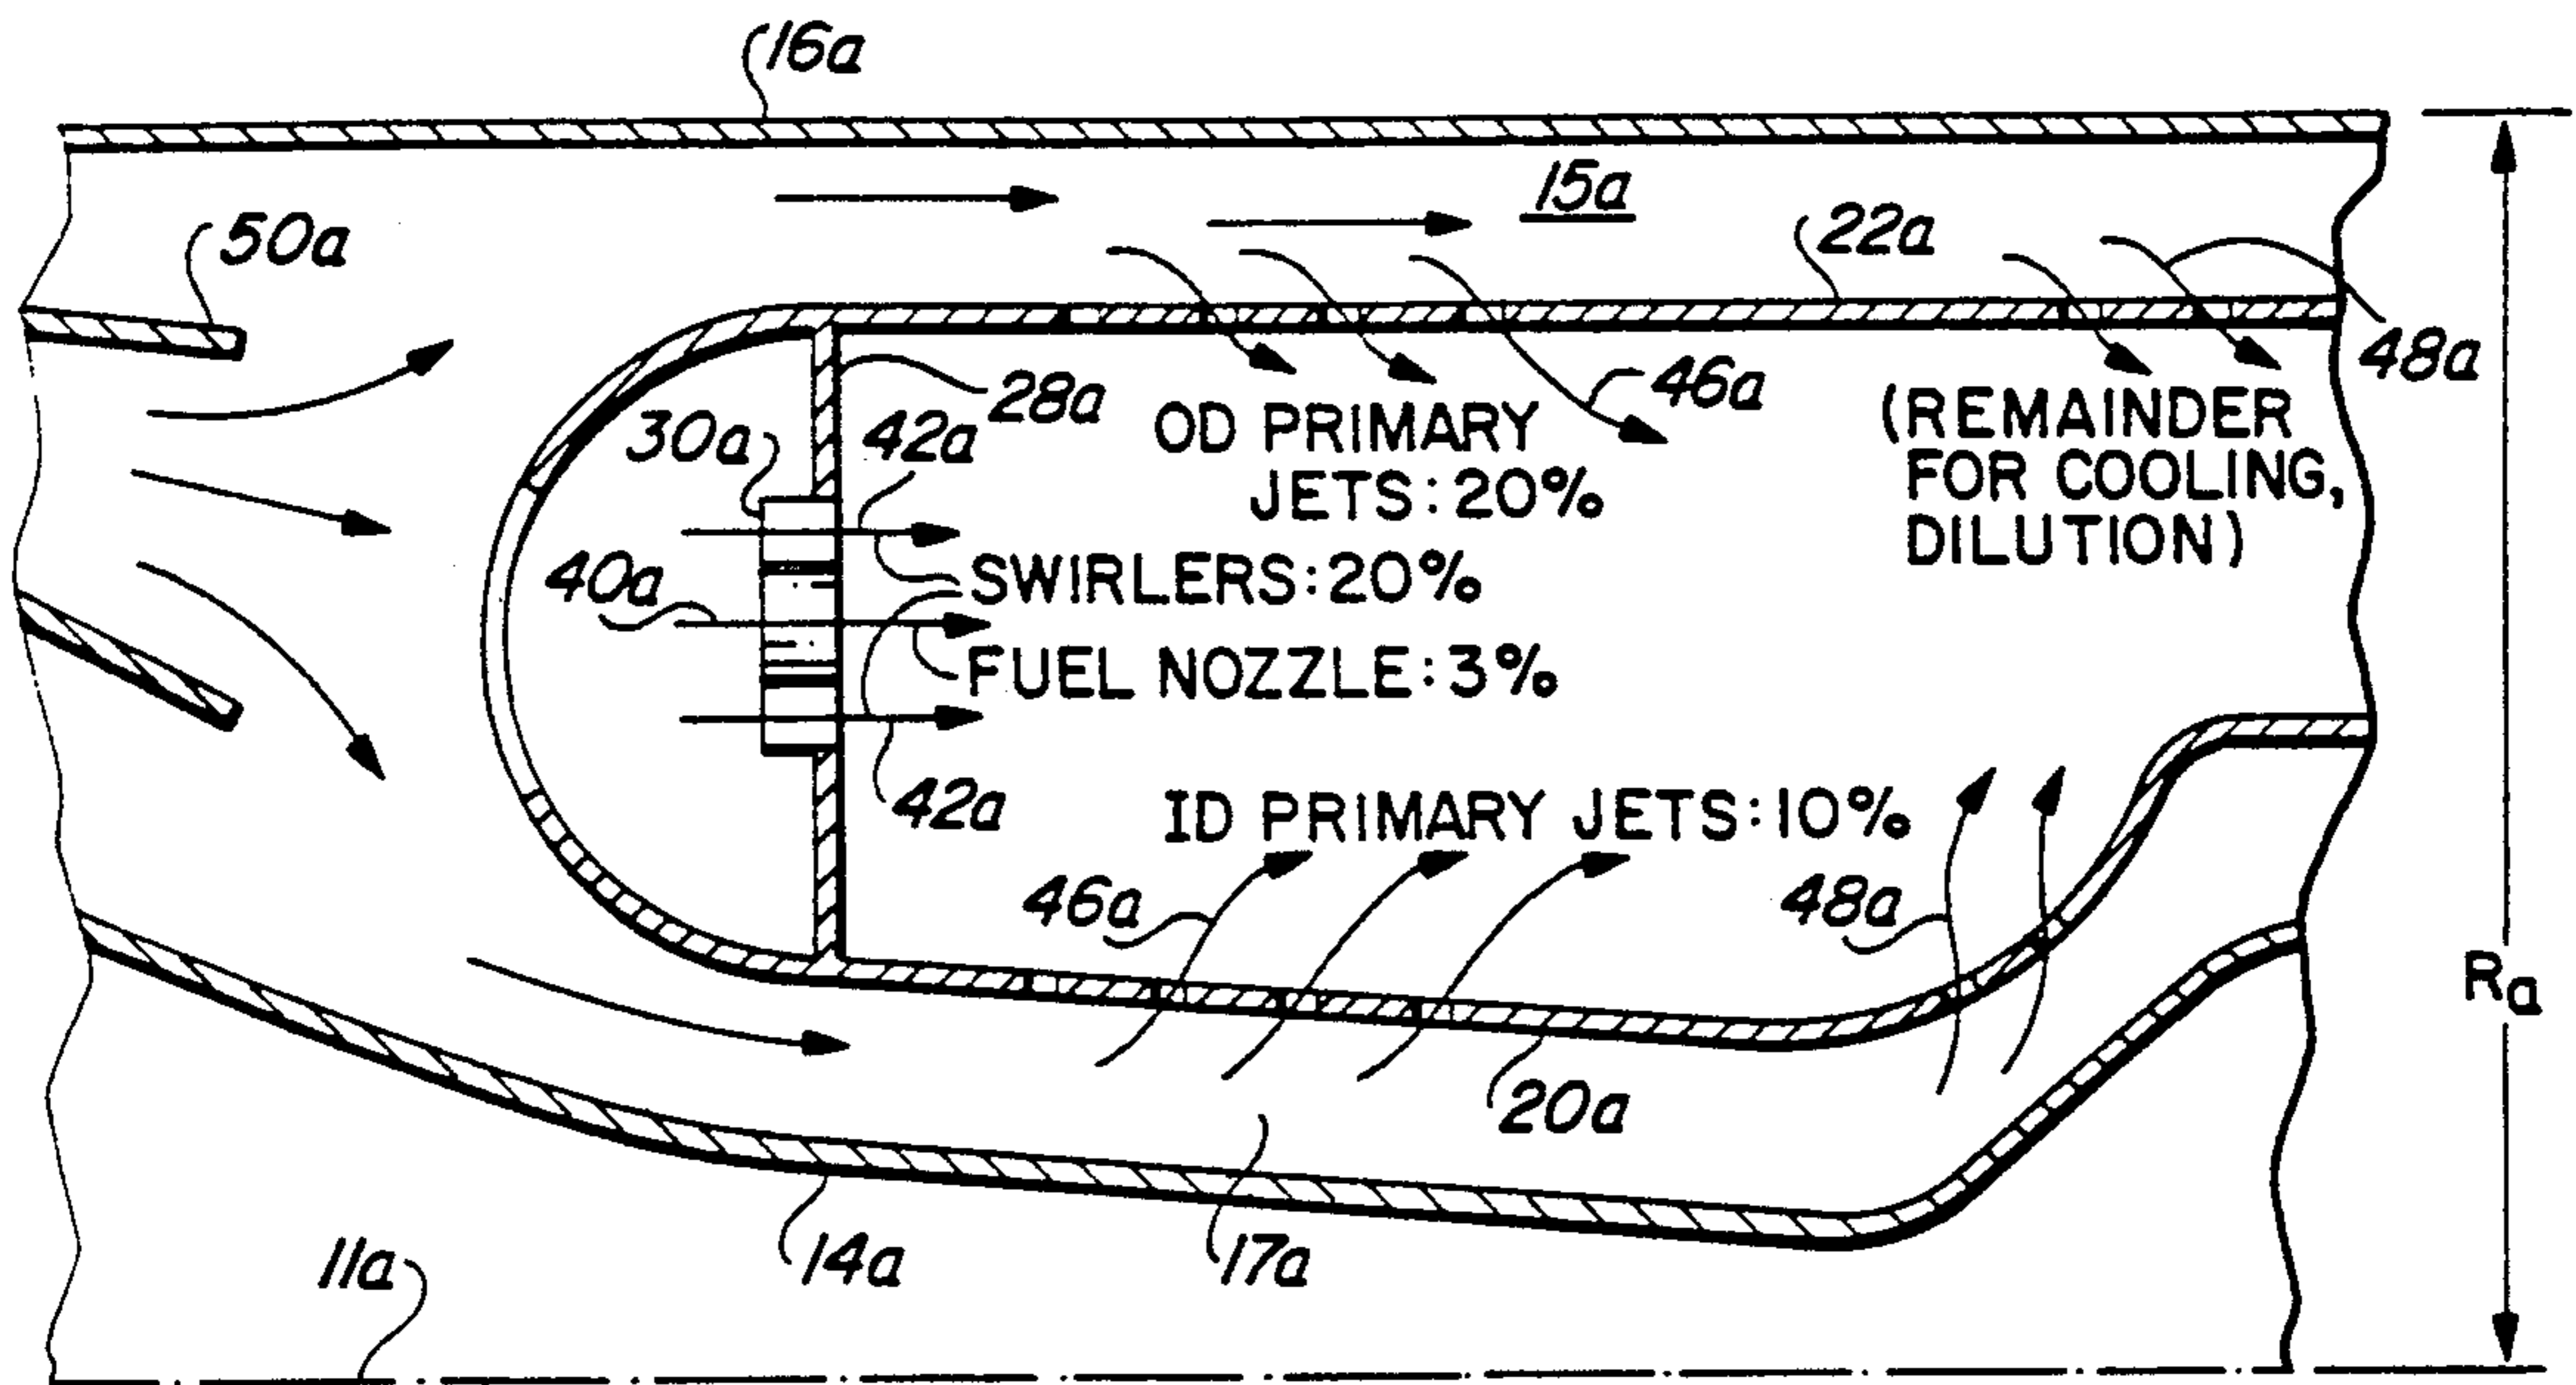 16a
15a
22a
50a
48a
28a
46a
30a
42a
OD PRIMARY
JETS: 20%
(REMAINDER
FOR COOLING,
DILUTION)
40a
SWIRLERS: 20%
FUEL NOZZLE: 3%
42a
ID PRIMARY JETS: 10%
46a
48a
Ra
20a
11a
14a
17a